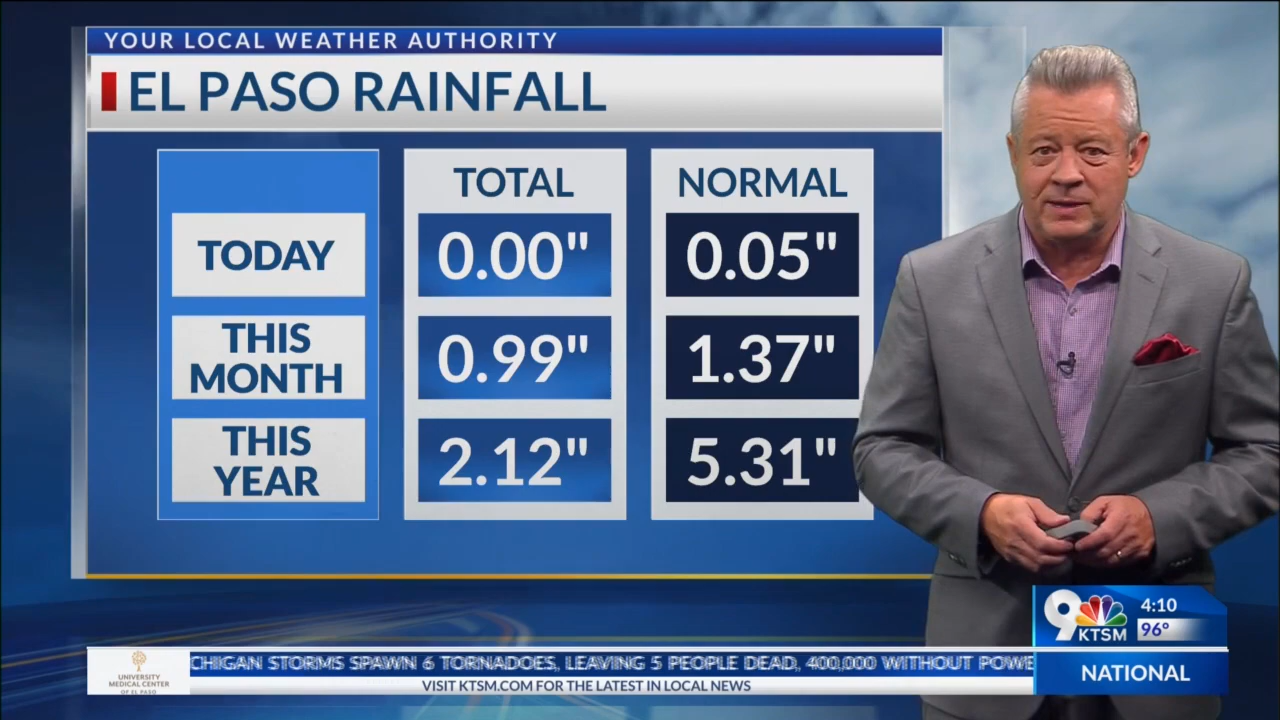 YOUR LOCAL WEATHER AUTHORITY
EL PASO RAINFALL
TOTAL
NORMAL
TODAY
0.00"
0.05"
THIS
MONTH
0.99"
1.37"
THIS
YEAR
2.12"
5.31"
9
KTSM
4:10
96°
NATIONAL
UNIVERSITY
MEDICAL CENTER
OF EL PASO
CHIGAN STORMS SPAWN 6 TORNADOES, LEAVING 5 PEOPLE DEAD, 400,000 WITHOUT POWE
VISIT KTSM.COM FOR THE LATEST IN LOCAL NEWS